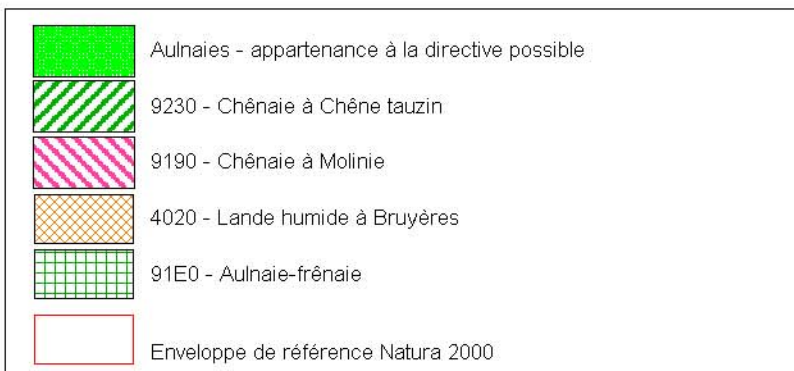 Aulnaies - appartenance à la directive possible
9230 - Chênaie à Chêne tauzin
9190 - Chênaie à Molinie
4020 - Lande humide à Bruyères
91E0 - Aulnaie-frênaie
Enveloppe de référence Natura 2000